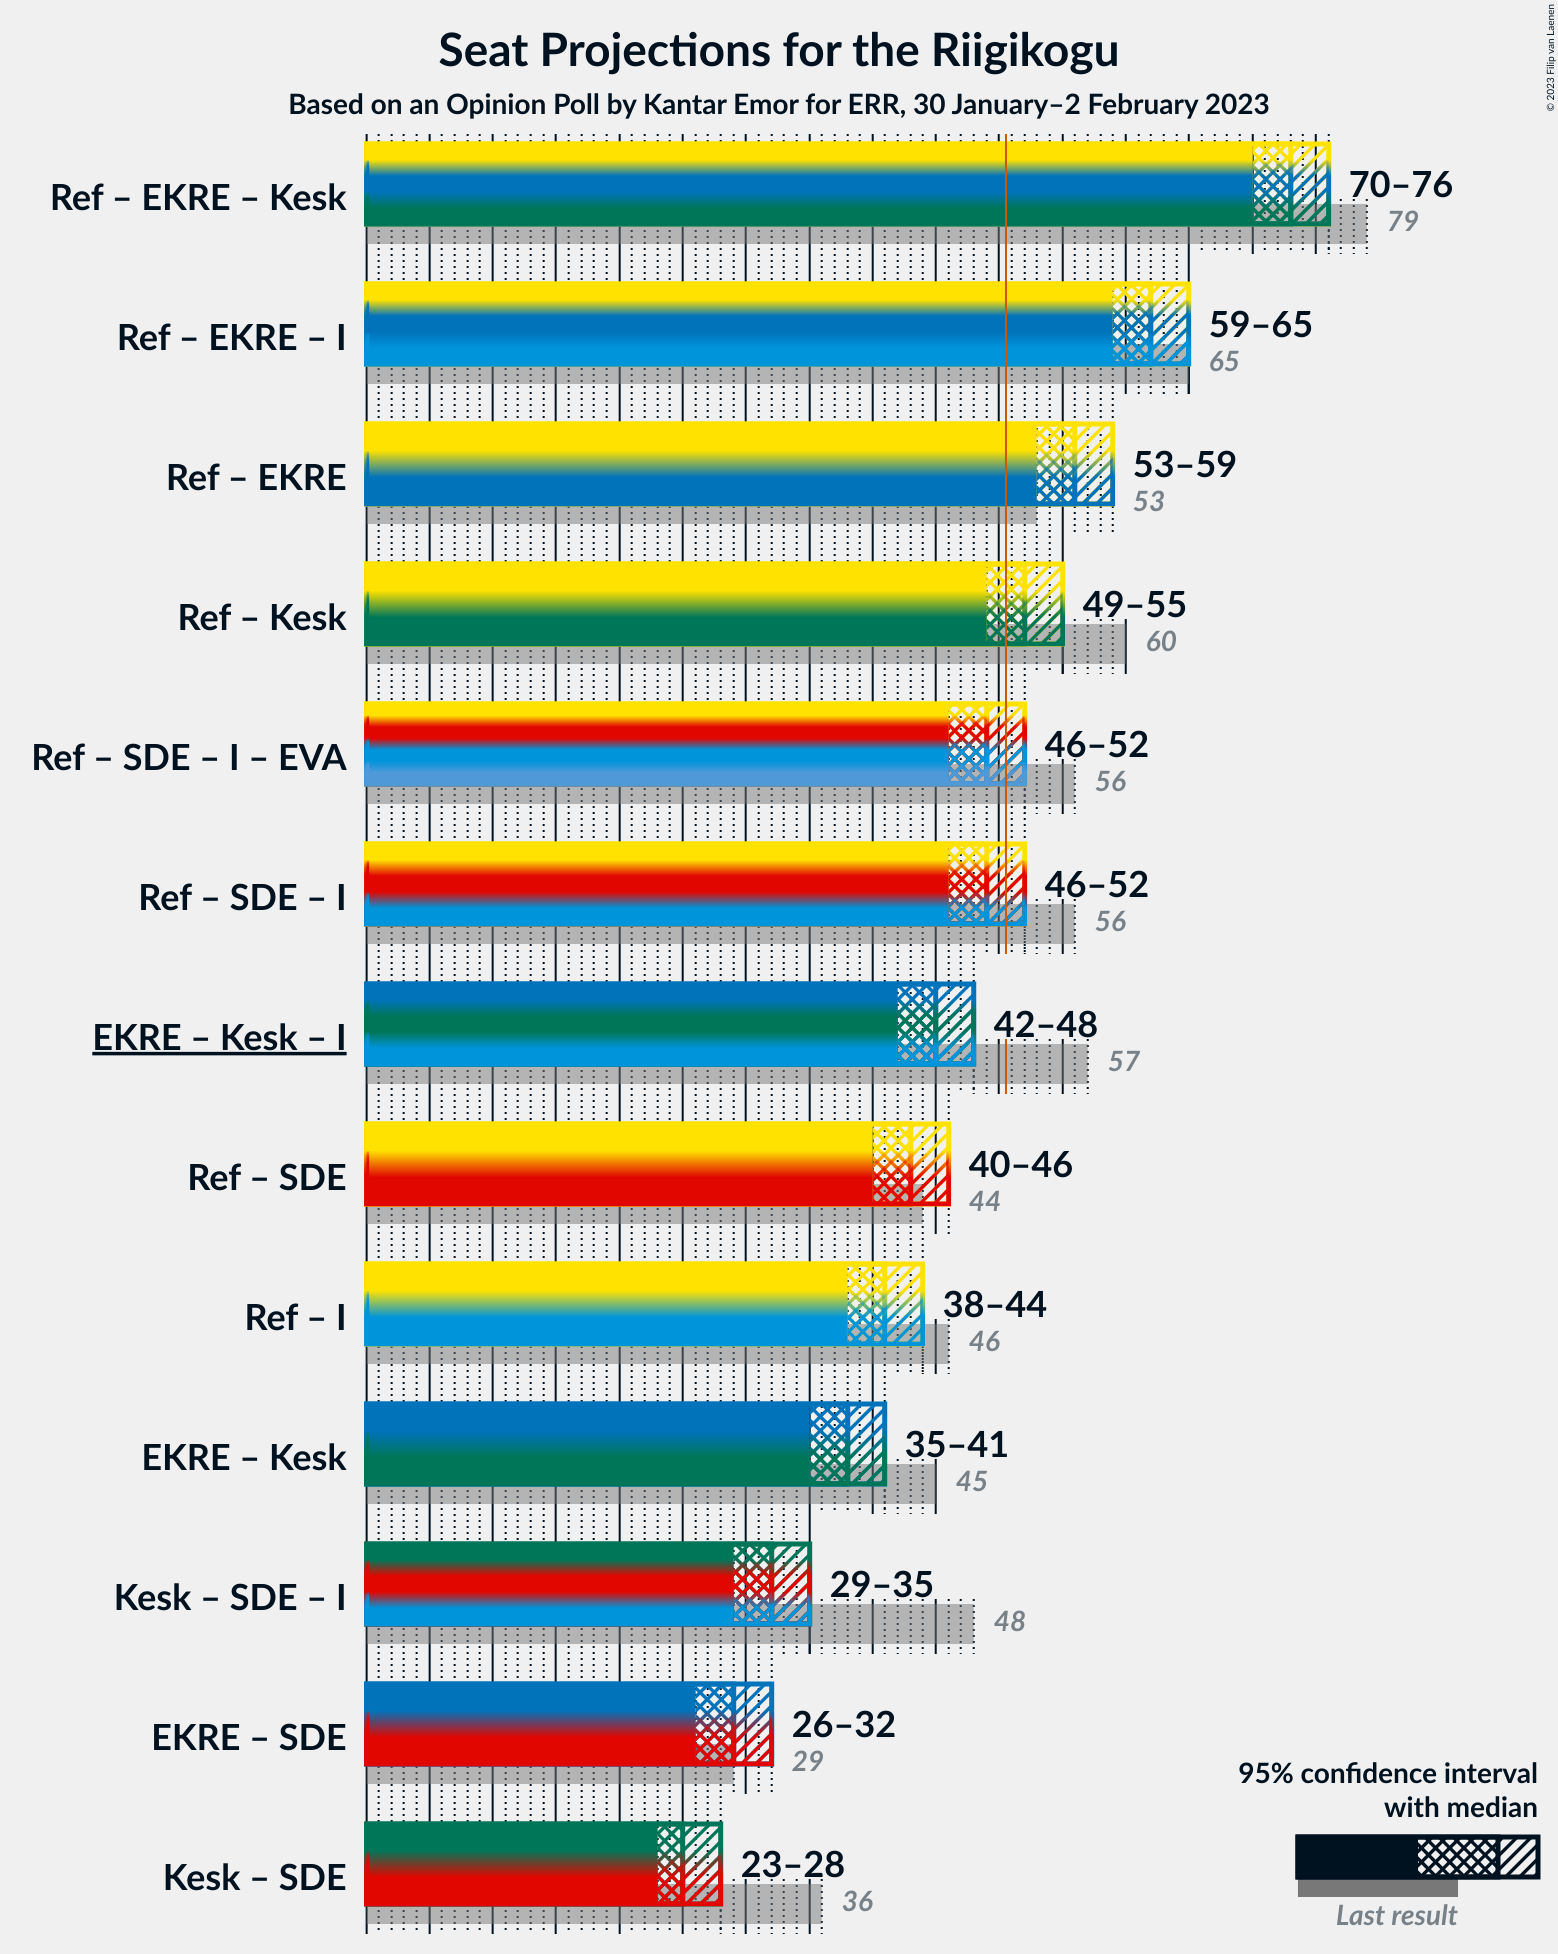 Seat Projections for the Riigikogu
Based on an Opinion Poll by Kantar Emor for ERR, 30 January–2 February 2023
© 2023 Filip van Laenen
Ref – EKRE – Kesk
70–76
79
Ref – EKRE – I
59–65
65
Ref – EKRE
53–59
53
Ref – Kesk
49–55
60
Ref – SDE – I – EVA
46–52
56
Ref – SDE – I
46–52
56
EKRE – Kesk – I
42–48
57
Ref – SDE
40–46
44
Ref – I
38–44
46
EKRE – Kesk
35–41
45
Kesk – SDE – I
29–35
48
EKRE – SDE
26–32
29
Kesk – SDE
23–28
36
95% confidence interval
with median
Last result